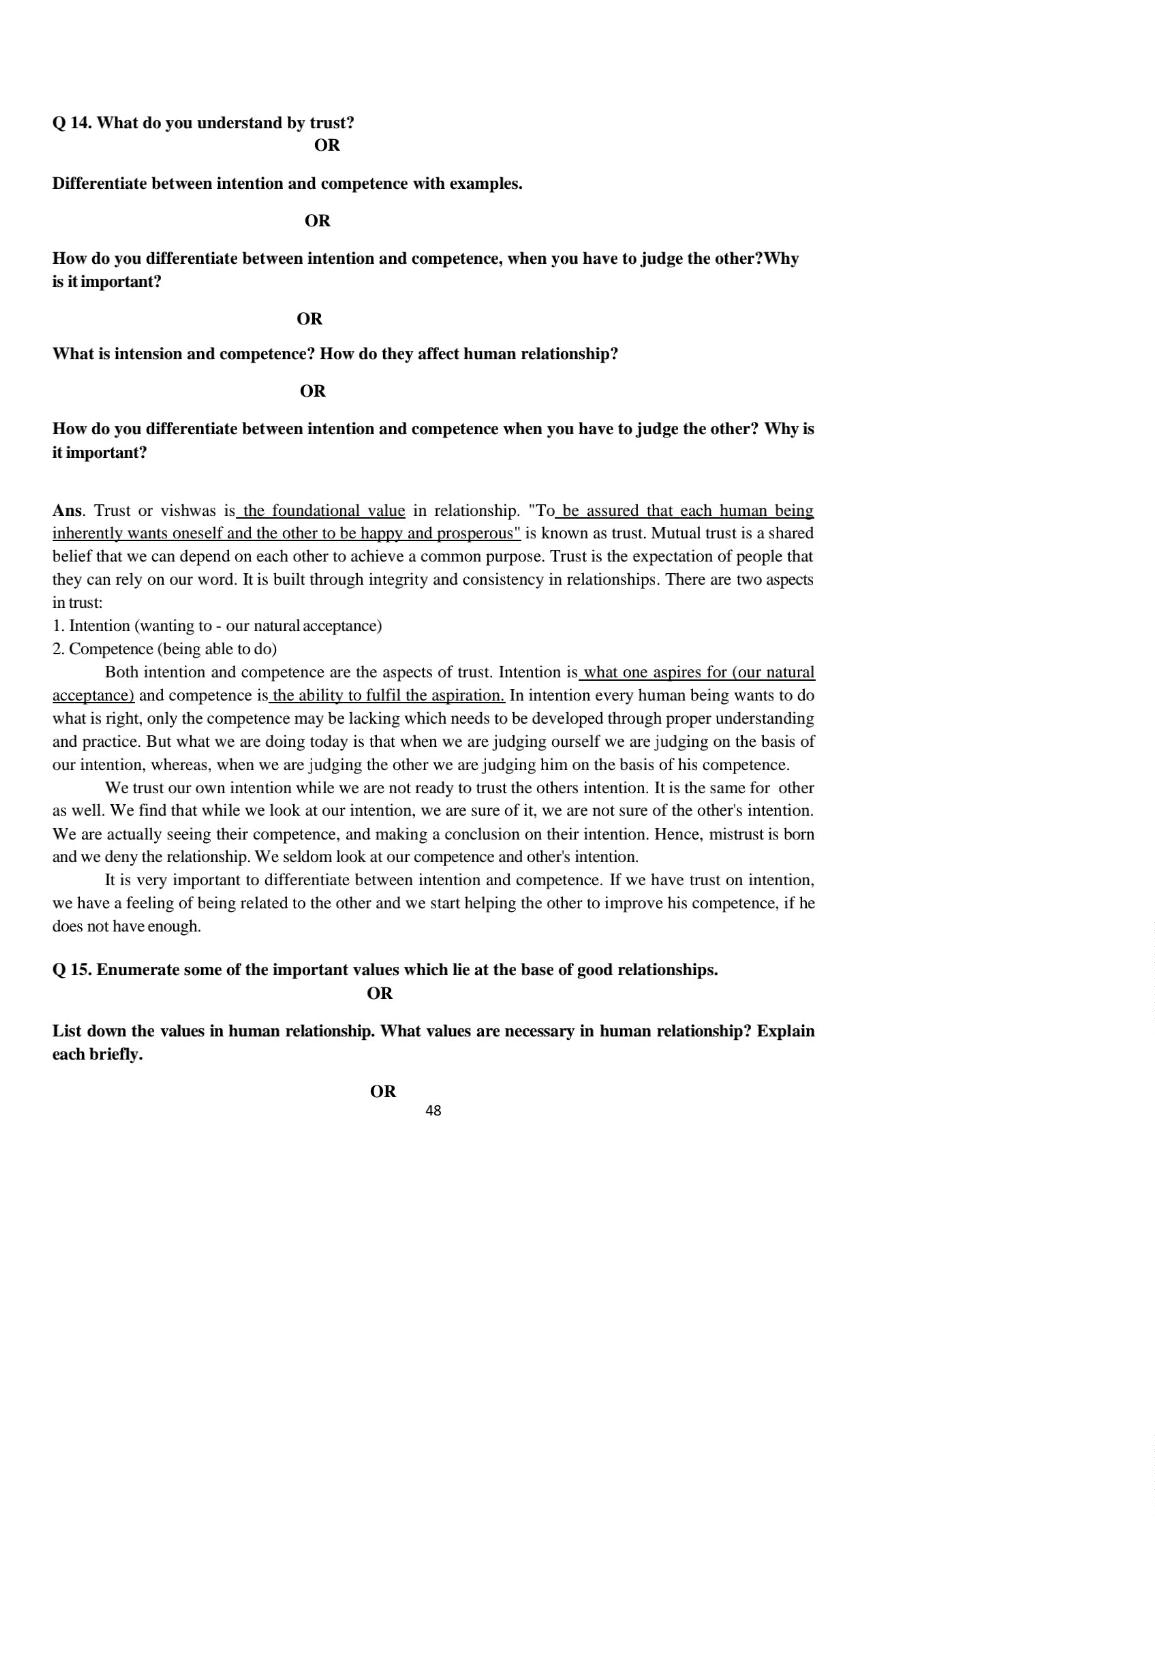 Q 14. What do you understand by trust?
OR
Differentiate between intention and competence with examples.
OR
How do you differentiate between intention and competence, when you have to judge the other?Why
is it important?
OR
What is intension and competence? How do they affect human relationship?
OR
How do you differentiate between intention and competence when you have to judge the other? Why is
it important?
Ans. Trust or vishwas is the foundational value in relationship. "To be assured that each human being
inherently wants oneself and the other to be happy and prosperous" is known as trust. Mutual trust is a shared
belief that we can depend on each other to achieve a common purpose. Trust is the expectation of people that
they can rely on our word. It is built through integrity and consistency in relationships. There are two aspects
in trust:
1. Intention (wanting to - our natural acceptance)
2. Competence (being able to do)
Both intention and competence are the aspects of trust. Intention is what one aspires for (our natural
acceptance) and competence is the ability to fulfil the aspiration. In intention every human being wants to do
what is right, only the competence may be lacking which needs to be developed through proper understanding
and practice. But what we are doing today is that when we are judging ourself we are judging on the basis of
our intention, whereas, when we are judging the other we are judging him on the basis of his competence.
We trust our own intention while we are not ready to trust the others intention. It is the same for other
as well. We find that while we look at our intention, we are sure of it, we are not sure of the other's intention.
We are actually seeing their competence, and making a conclusion on their intention. Hence, mistrust is born
and we deny the relationship. We seldom look at our competence and other's intention.
It is very important to differentiate between intention and competence. If we have trust on intention,
we have a feeling of being related to the other and we start helping the other to improve his competence, if he
does not have enough.
Q 15. Enumerate some of the important values which lie at the base of good relationships.
OR
List down the values in human relationship. What values are necessary in human relationship? Explain
each briefly.
OR
48